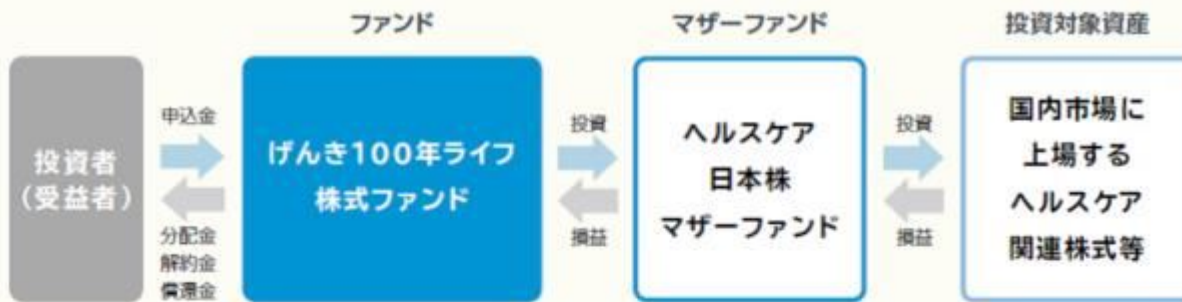 ファンド
マザーファンド
投資対象資産
投資者
（受益者）
申込金
分配金
解約金
償還金
げんき100年ライフ
株式ファンド
投資
損益
ヘルスケア
日本株
マザーファンド
投資
損益
国内市場に
上場する
ヘルスケア
関連株式等